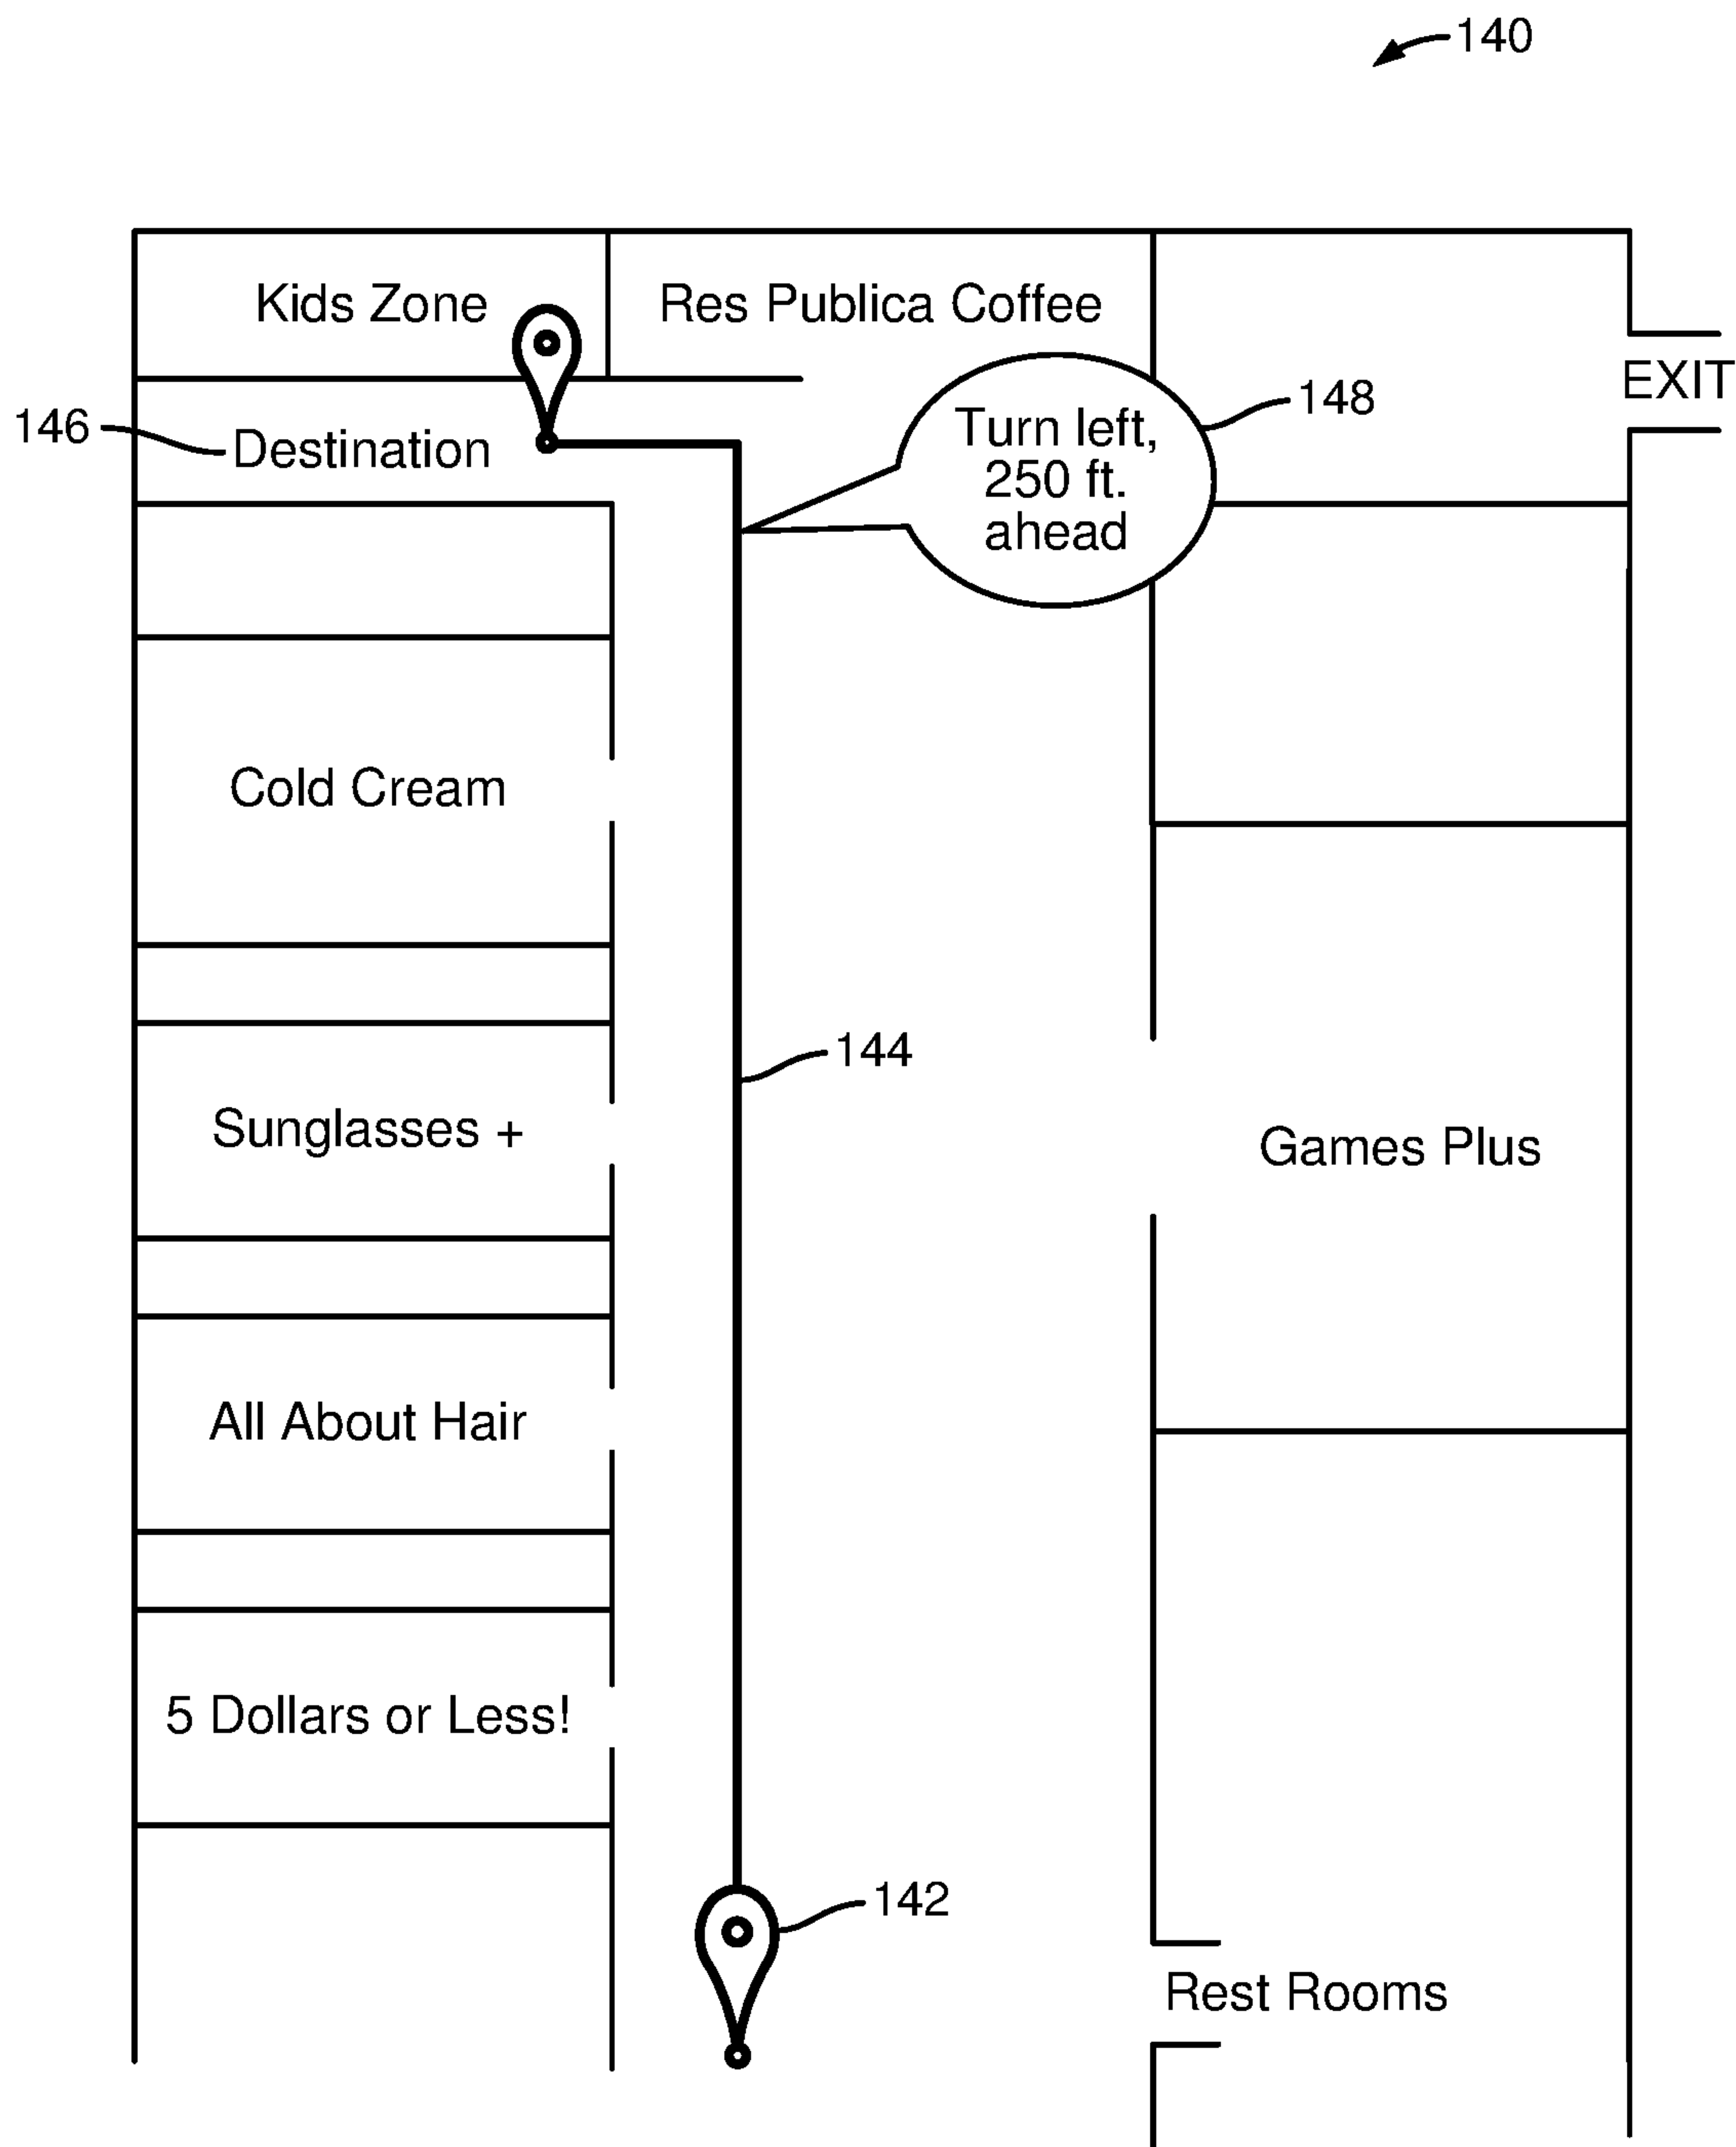 140
Kids Zone
Res Publica Coffee
EXIT
146
Destination
Turn left,
250 ft.
ahead
148
Cold Cream
144
Sunglasses +
Games Plus
All About Hair
5 Dollars or Less!
142
Rest Rooms